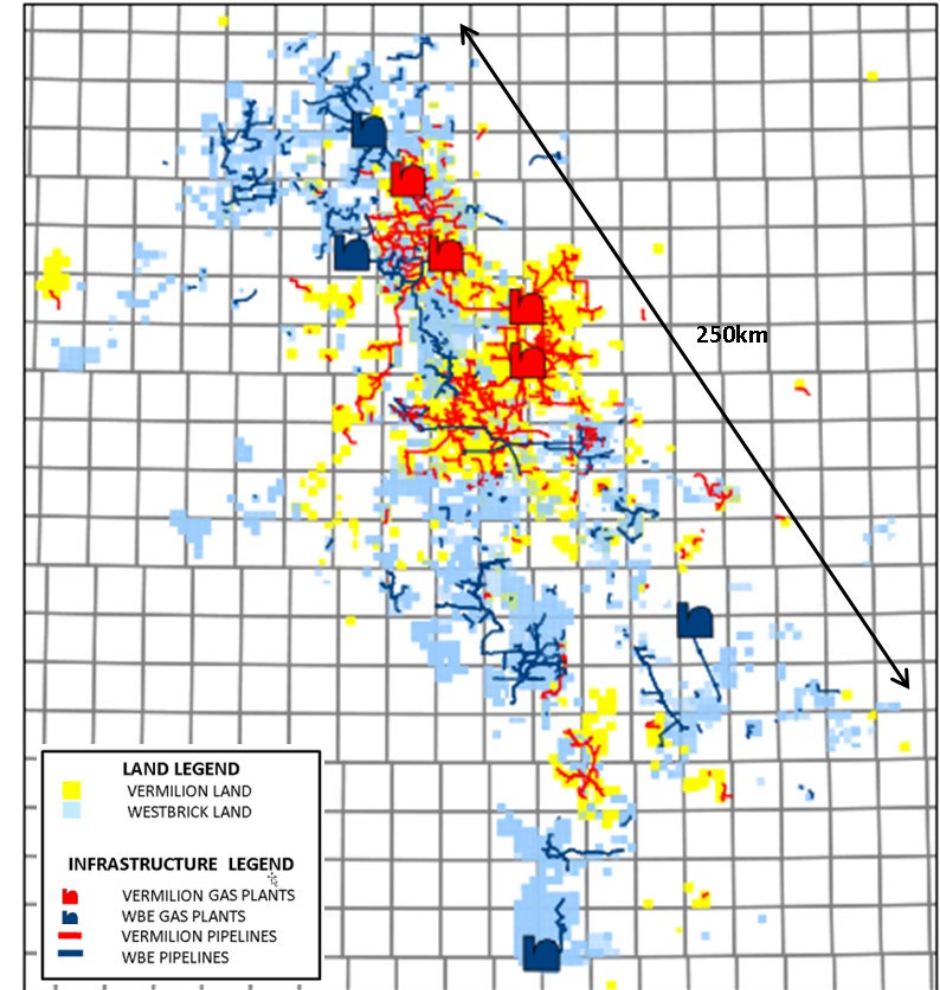 250km
LAND LEGEND
VERMILION LAND
WESTBRICK LAND
INFRASTRUCTURE LEGEND
VERMILION GAS PLANTS
WBE GAS PLANTS
VERMILION PIPELINES
WBE PIPELINES